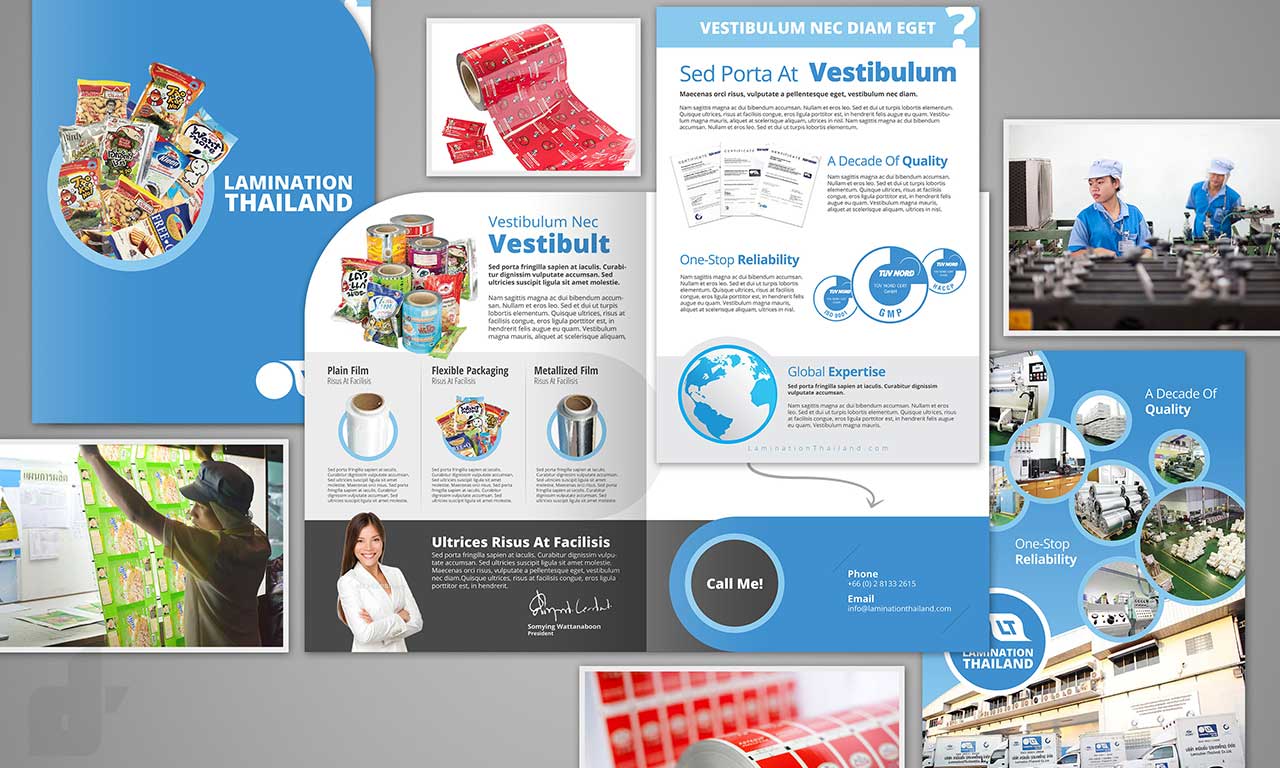 LAMINATION
THAILAND
VESTIBULUM NEC DIAM EGET ?
Sed Porta At Vestibulum
Maecenas orci risus, vulputate a pellentesque eget, vestibulum nec diam.
Nam sagittis magna ac dui bibendum accumsan. Nullam et eros leo. Sed et dui ut turpis lobortis elementum.
Quisque ultrices, risus at facilisis congue, eros ligula porttitor est, in hendrerit felis augue eu quam. Vestibu-
lum magna mauris, aliquet at scelerisque aliquam, ultrices in nisl. Nam sagittis magna ac dui bibendum
accumsan. Nullam et eros leo. Sed et dui ut turpis lobortis elementum.
A Decade Of Quality
Nam sagittis magna ac dui bibendum
accumsan. Nullam et eros leo. Sed et dui ut
turpis lobortis elementum. Quisque ultrices,
risus at facilisis congue, eros ligula
porttitor est, in hendrerit felis
augue eu quam. Vestibulum magna mauris,
aliquet at scelerisque aliquam, ultrices in nisl.
One-Stop Reliability
Nam sagittis magna ac dui bibendum accumsan.
Nullam et eros leo. Sed et dui ut turpis lobortis
elementum. Quisque ultrices, risus at facilisis
congue, eros ligula porttitor est, in hendrerit felis
augue eu quam. Vestibulum magna mauris,
aliquet at scelerisque aliquam, ultrices in nisl.
TÜV NORD
TÜV NORD CERT
GmbH
GMP
ISO 9001
TÜV NORD
HACCP
Global Expertise
Sed porta fringilla sapien at iaculis. Curabitur dignissim
vulputate accumsan.
Nam sagittis magna ac dui bibendum accumsan. Nullam et eros
leo. Sed et dui ut turpis lobortis elementum. Quisque ultrices, risus
at facilisis congue, eros ligula porttitor est, in hendrerit felis
augue eu quam. Vestibulum magna mauris.
LaminationThailand.com
Vestibulum Nec
Vestibult
Sed porta fringilla sapien at iaculis. Curabi-
tur dignissim vulputate accumsan. Sed
ultricies suscipit ligula sit amet molestie.
Nam sagittis magna ac dui bibendum accum-
san. Nullam et eros leo. Sed et dui ut turpis
lobortis elementum. Quisque ultrices, risus at
facilisis congue, eros ligula porttitor est, in
hendrerit felis augue eu quam. Vestibulum
magna mauris, aliquet at scelerisque aliquam,
Plain Film
Risus At Facilisis
Flexible Packaging
Risus At Facilisis
Metallized Film
Risus At Facilisis
Ultrices Risus At Facilisis
Sed porta fringilla sapien at iaculis. Curabitur dignissim vulpu-
tate accumsan. Sed ultricies suscipit ligula sit amet molestie.
Maecenas orci risus, vulputate a pellentesque eget, vestibulum
nec diam.Quisque ultrices, risus at facilisis congue, eros ligula
porttitor est, in hendrerit.
Somying Wattanaboon
President
Call Me!
Phone
+66 (0) 2 8133 2615
Email
info@laminationthailand.com
A Decade Of
Quality
One-Stop
Reliability
LT
LAMINATION
THAILAND